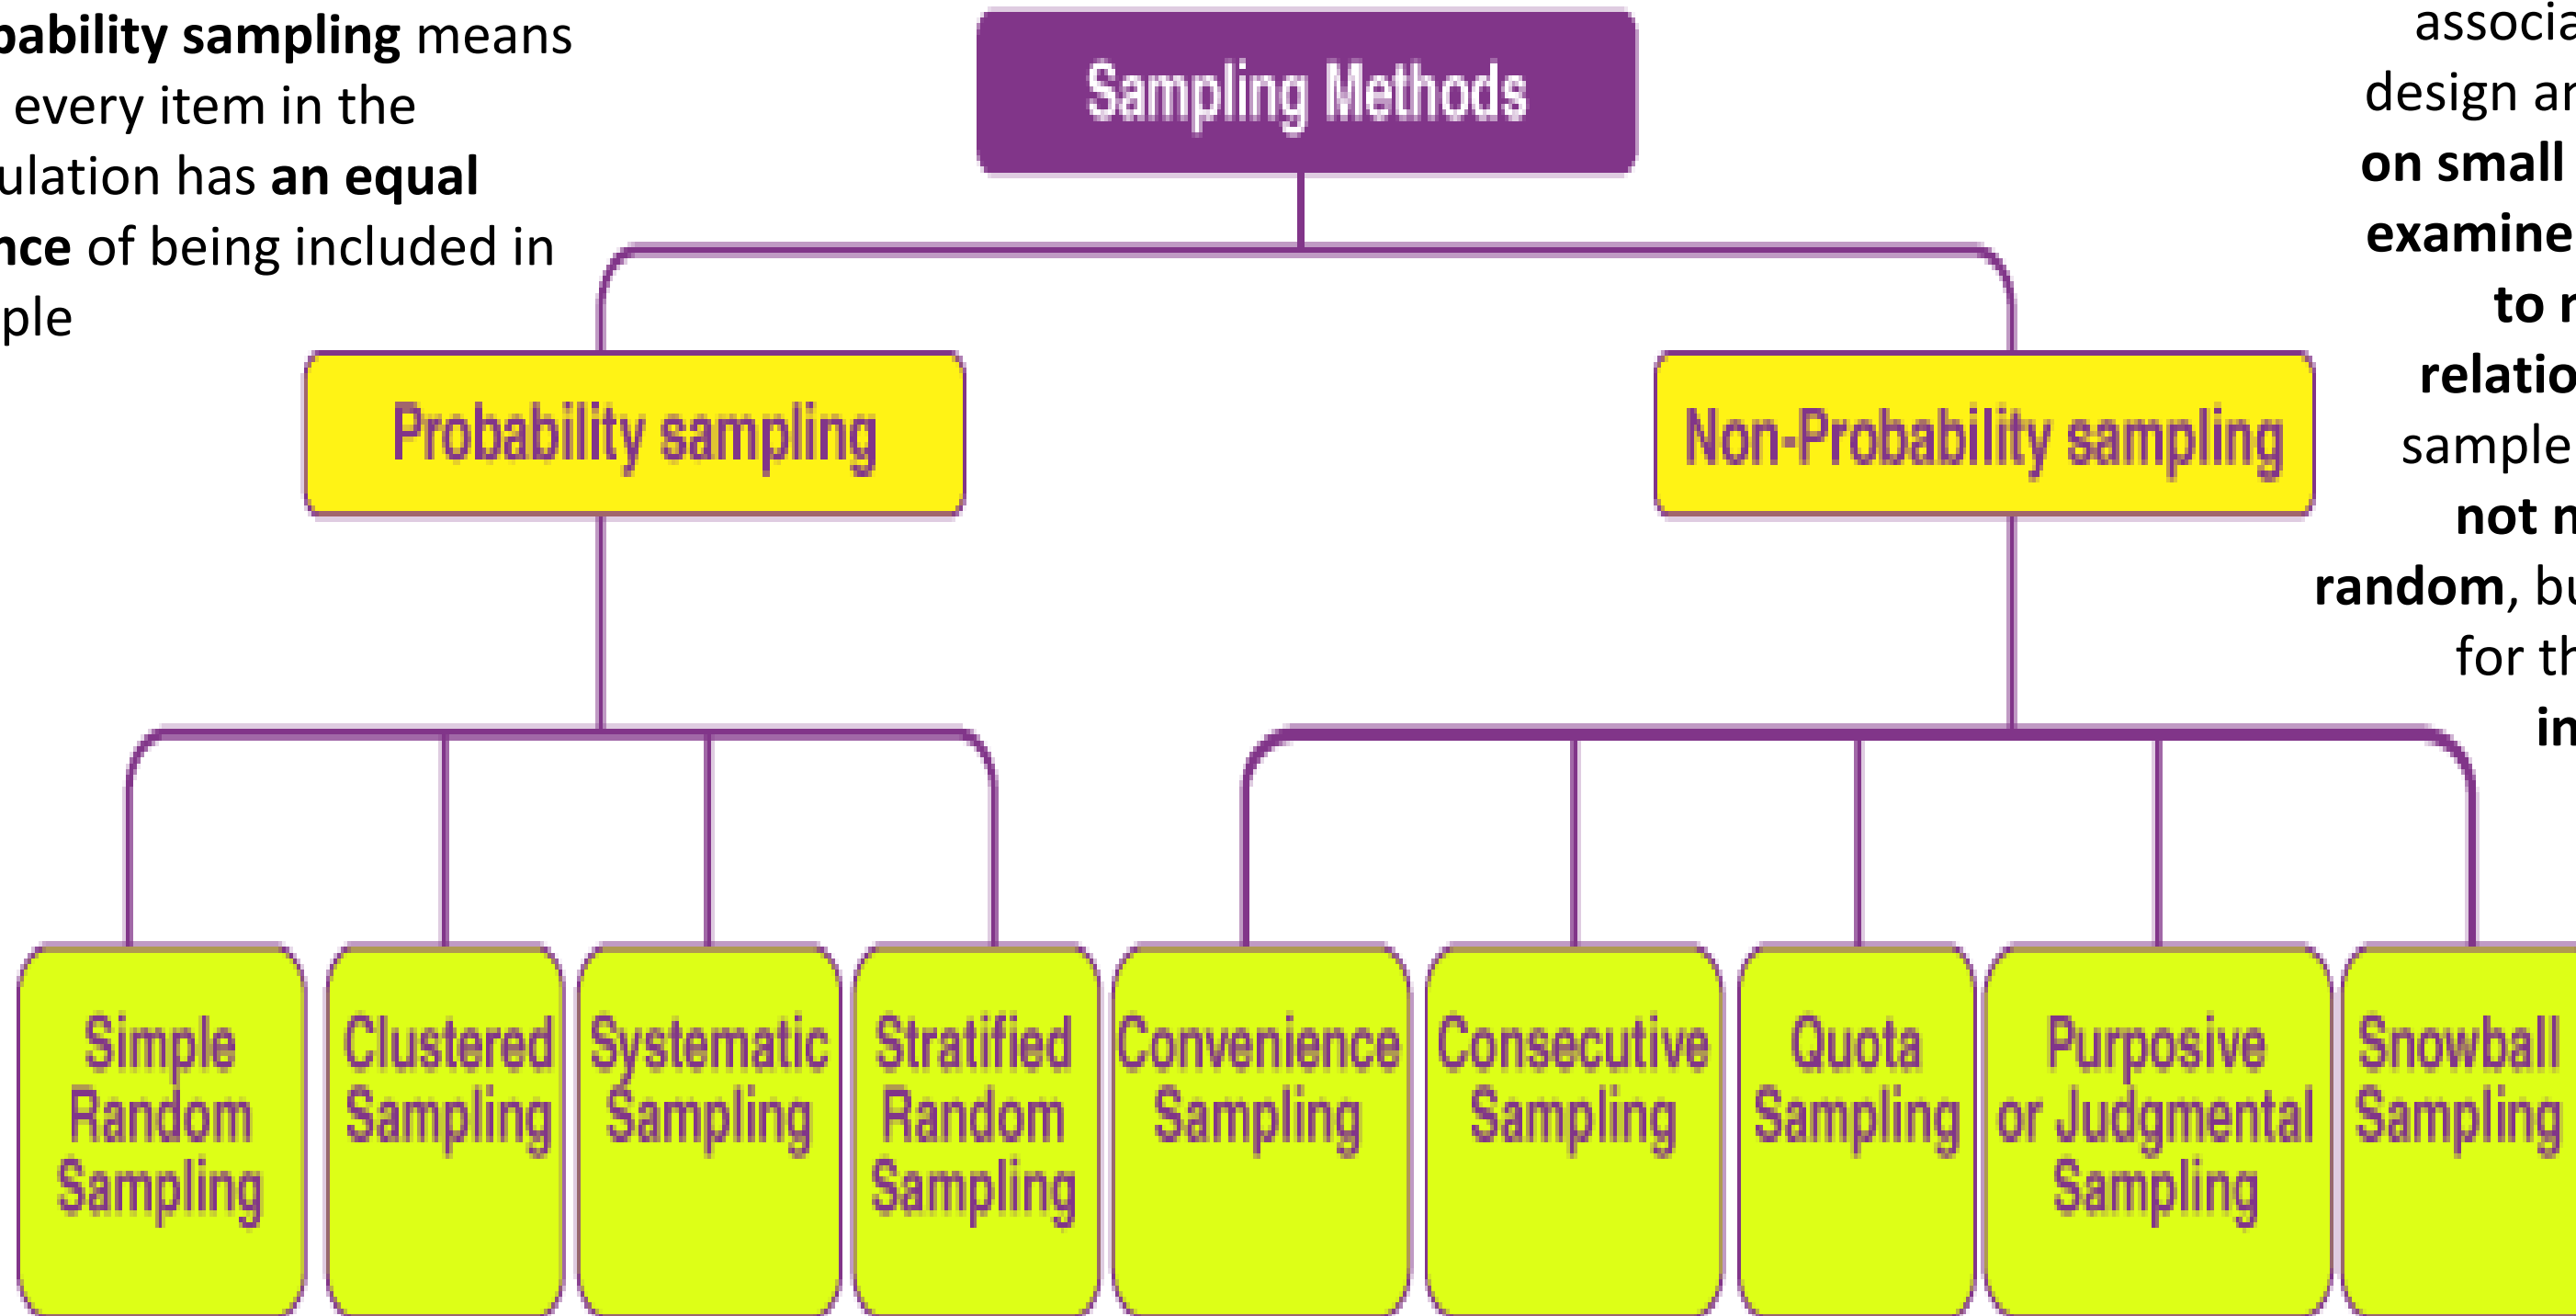 pability sampling means
every item in the
ulation has an equal
nce of being included in
ple
Sampling Methods
associa
design ar
on small
examine
to r
relatio
sample
not n
random, bu
for th
in
Probability sampling
Non-Probability sampling
Simple
Random
Sampling
Clustered
Sampling
Systematic
Sampling
Stratified
Random
Sampling
Convenience
Sampling
Consecutive
Sampling
Quota
Sampling
Purposive
or Judgmental
Sampling
Snowball
Sampling